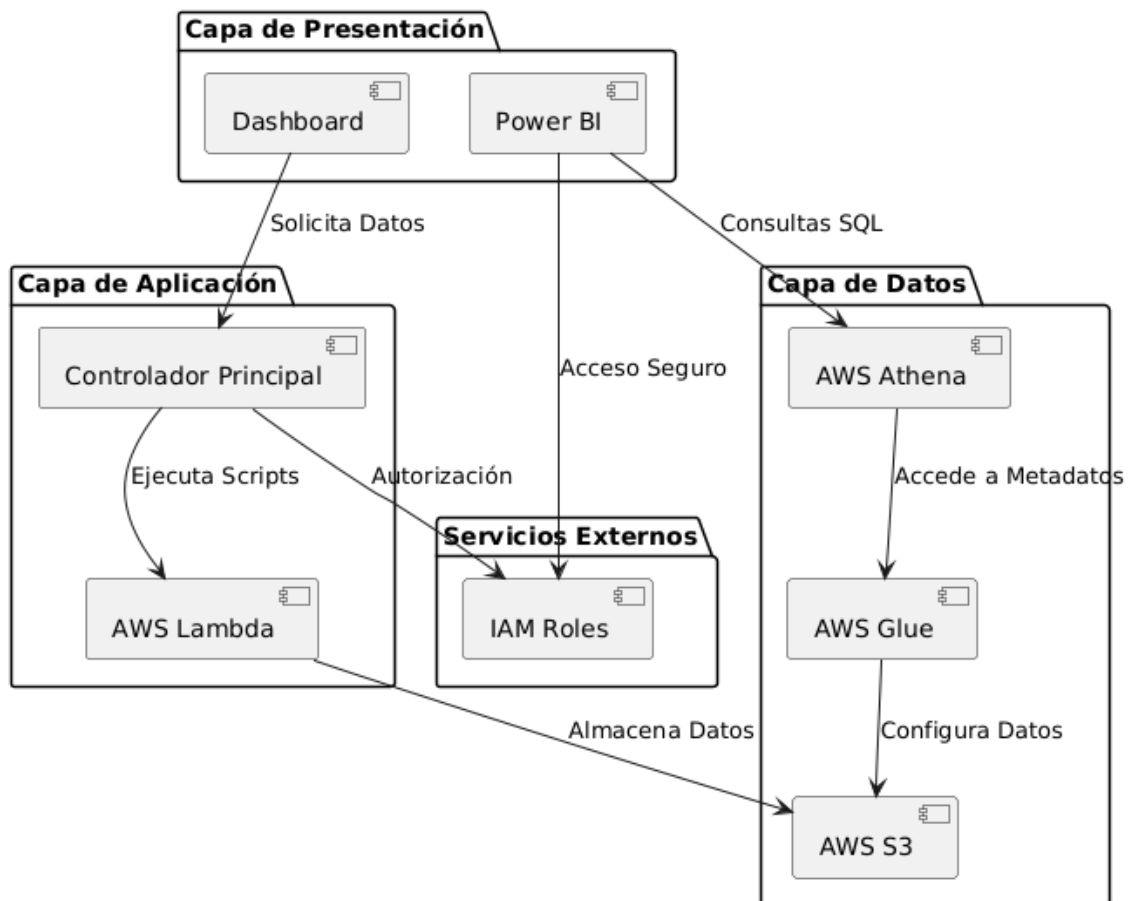 Capa de Presentación
Dashboard
Power BI
Solicita Datos
Consultas SQL
Capa de Aplicación
Capa de Datos
Controlador Principal
Acceso Seguro
AWS Athena
Ejecuta Scripts
Autorización
Accede a Metadatos
Servicios Externos
AWS Lambda
IAM Roles
AWS Glue
Almacena Datos
Configura Datos
AWS S3